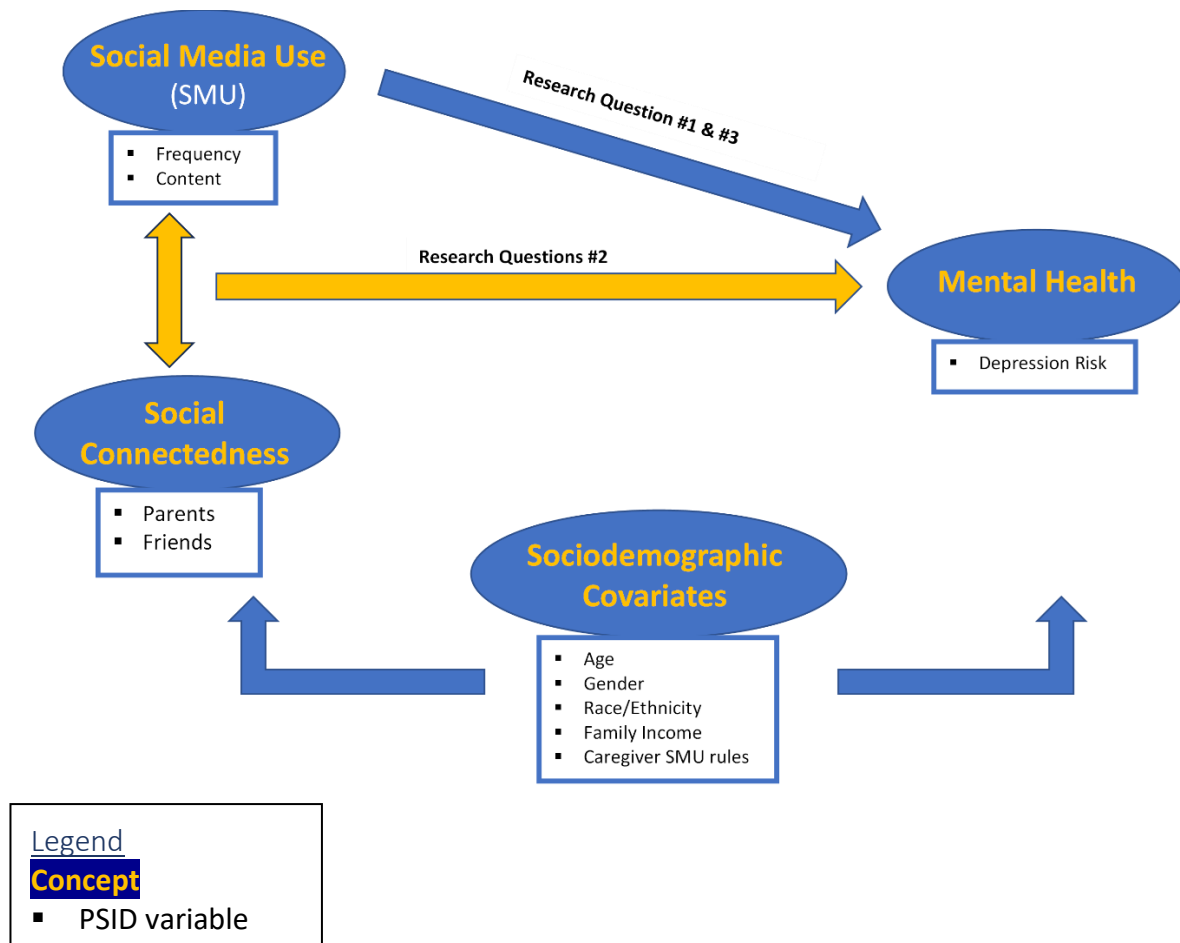 Social Media Use
(SMU)
▪ Frequency
▪ Content
Research Question #1 & #3
Research Questions #2
Mental Health
▪ Depression Risk
Social
Connectedness
▪ Parents
▪ Friends
Sociodemographic
Covariates
▪ Age
▪ Gender
▪ Race/Ethnicity
▪ Family Income
▪ Caregiver SMU rules
Legend
Concept
▪ PSID variable